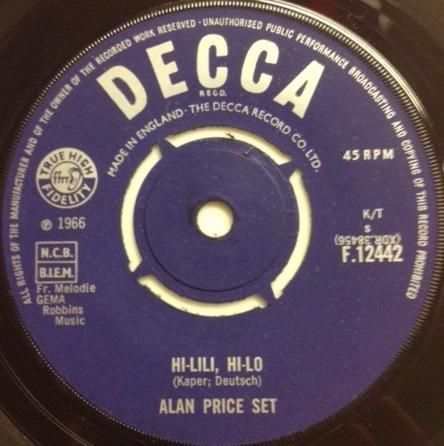 ALL RIGHTS OF THE MANUFACTURER AND OF THE OWNER OF THE RECORDED WORK RESERVED · UNAUTHORISED PUBLIC PERFORMANCE BROADCASTING AND COPYING OF THIS RECORD PROHIBITED
DECCA
REGD.
MADE IN ENGLAND · THE DECCA RECORD CO. LTD.
TRUE HIGH
ffrr
FIDELITY
45 RPM
℗ 1966
T/K
S
(XDR.38456)
F.12442
N.C.B.
B.I.E.M.
Fr. Melodie
GEMA
Robbins
Music
HI-LILI, HI-LO
(Kaper; Deutsch)
ALAN PRICE SET